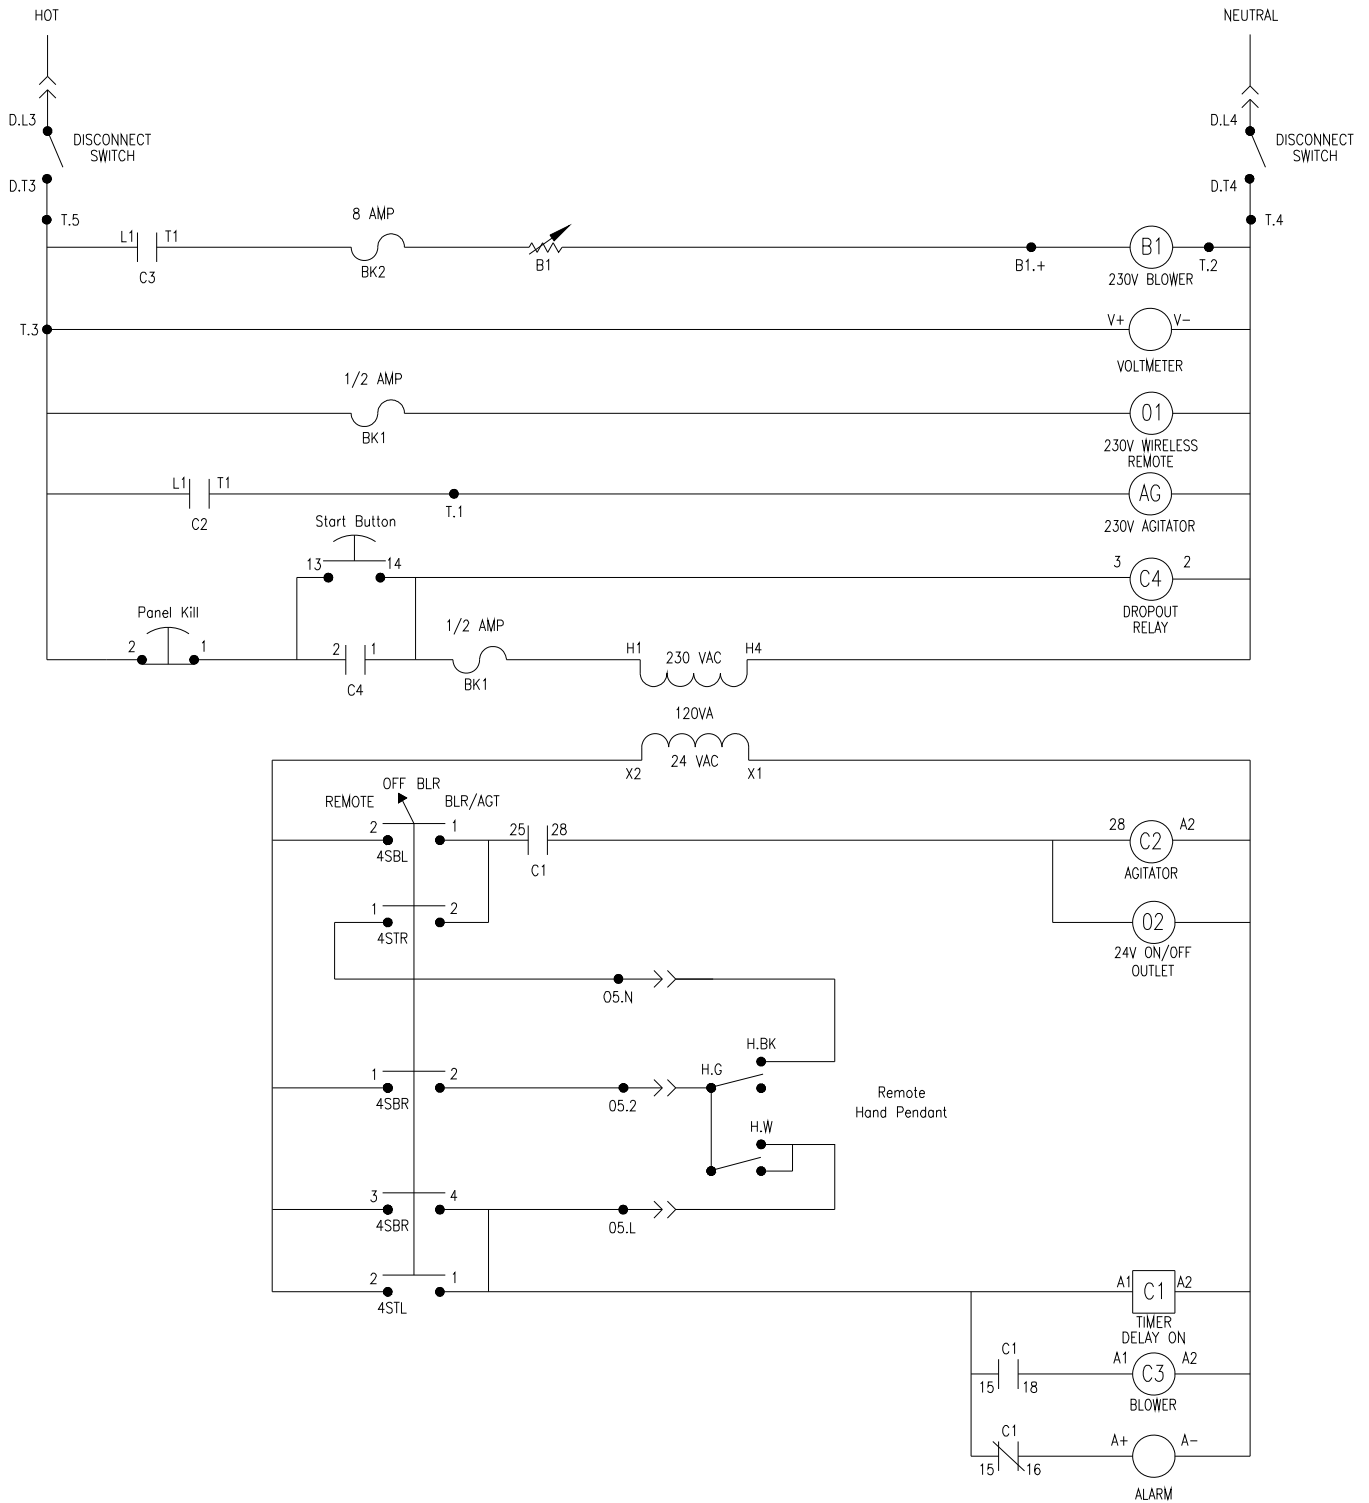 HOT
NEUTRAL
D.L3
DISCONNECT
SWITCH
D.T3
T.5
D.L4
DISCONNECT
SWITCH
D.T4
T.4
8 AMP
L1 T1
C3
BK2
B1
B1.+
B1
T.2
230V BLOWER
T.3
V+ V-
VOLTMETER
1/2 AMP
BK1
O1
230V WIRELESS
REMOTE
L1 T1
C2
T.1
AG
230V AGITATOR
Start Button
13 14
3 C4 2
DROPOUT
RELAY
Panel Kill
2 1
2 1
C4
1/2 AMP
BK1
H1 230 VAC H4
120VA
X2 24 VAC X1
OFF BLR
REMOTE BLR/AGT
2 1
4SBL
25 28
C1
28 C2 A2
AGITATOR
1 2
4STR
O2
24V ON/OFF
OUTLET
O5.N
H.BK
1 2
4SBR
O5.2
H.G
Remote
Hand Pendant
H.W
3 4
4SBR
O5.L
2 1
4STL
A1 C1 A2
TIMER
DELAY ON
C1
15 18
A1 C3 A2
BLOWER
C1
15 16
A+ A-
ALARM